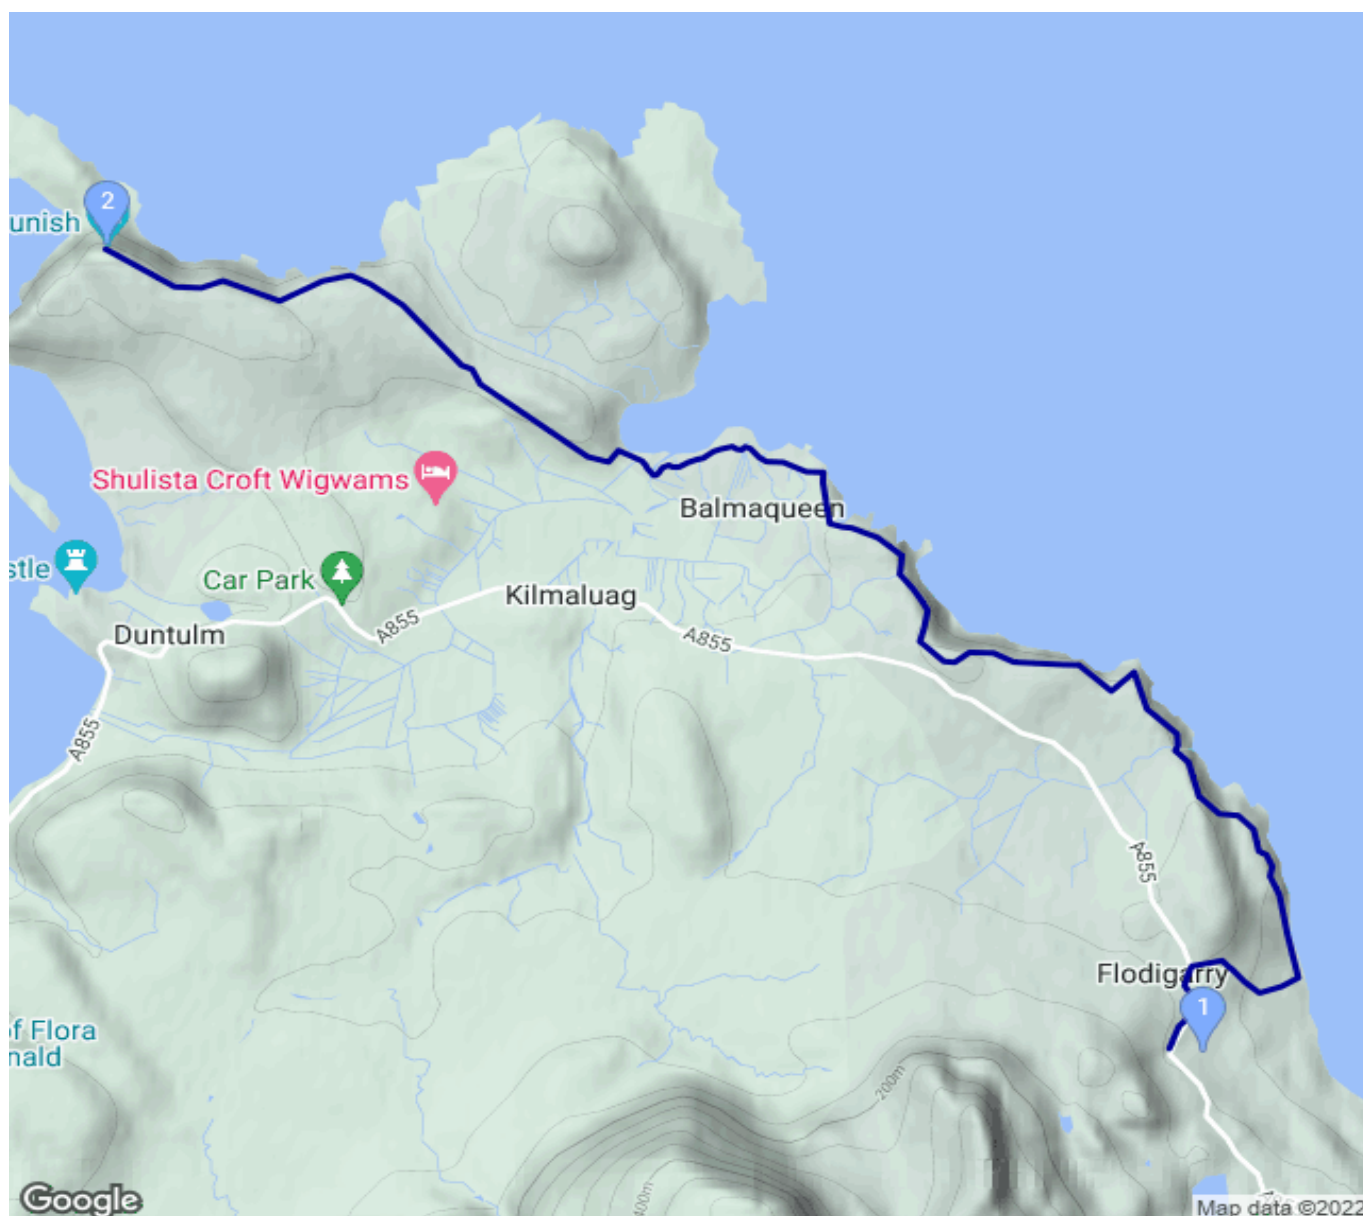 2
unish
Shulista Croft Wigwams
Balmaqueen
stle
Car Park
Kilmaluag
A855
Duntulm
A855
A855
A855
Flodigarry
1
of Flora
nald
200m
400m
Google
Map data ©2022